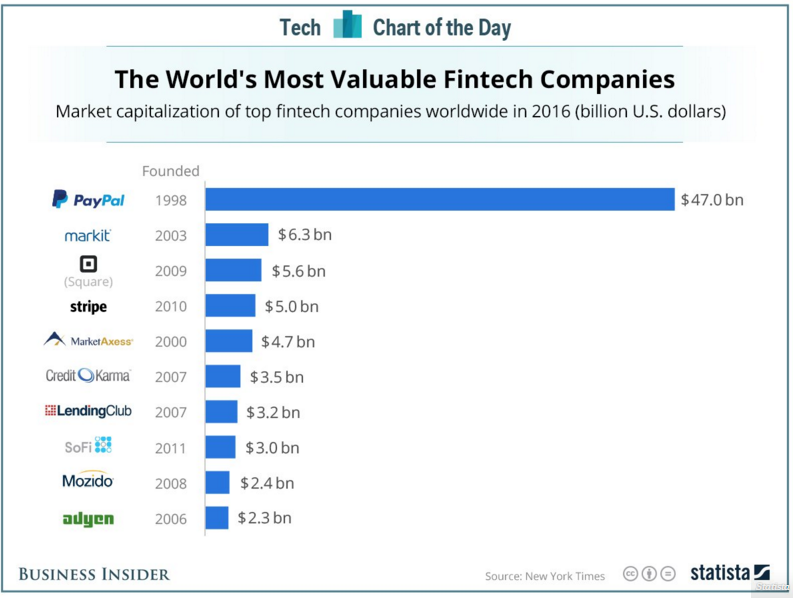 Tech Chart of the Day
The World's Most Valuable Fintech Companies
Market capitalization of top fintech companies worldwide in 2016 (billion U.S. dollars)
Founded
PayPal 1998 $47.0 bn
markit 2003 $6.3 bn
(Square) 2009 $5.6 bn
stripe 2010 $5.0 bn
MarketAxess 2000 $4.7 bn
Credit Karma 2007 $3.5 bn
LendingClub 2007 $3.2 bn
SoFi 2011 $3.0 bn
Mozido 2008 $2.4 bn
adyen 2006 $2.3 bn
BUSINESS INSIDER
Source: New York Times
cc
statista
Statista